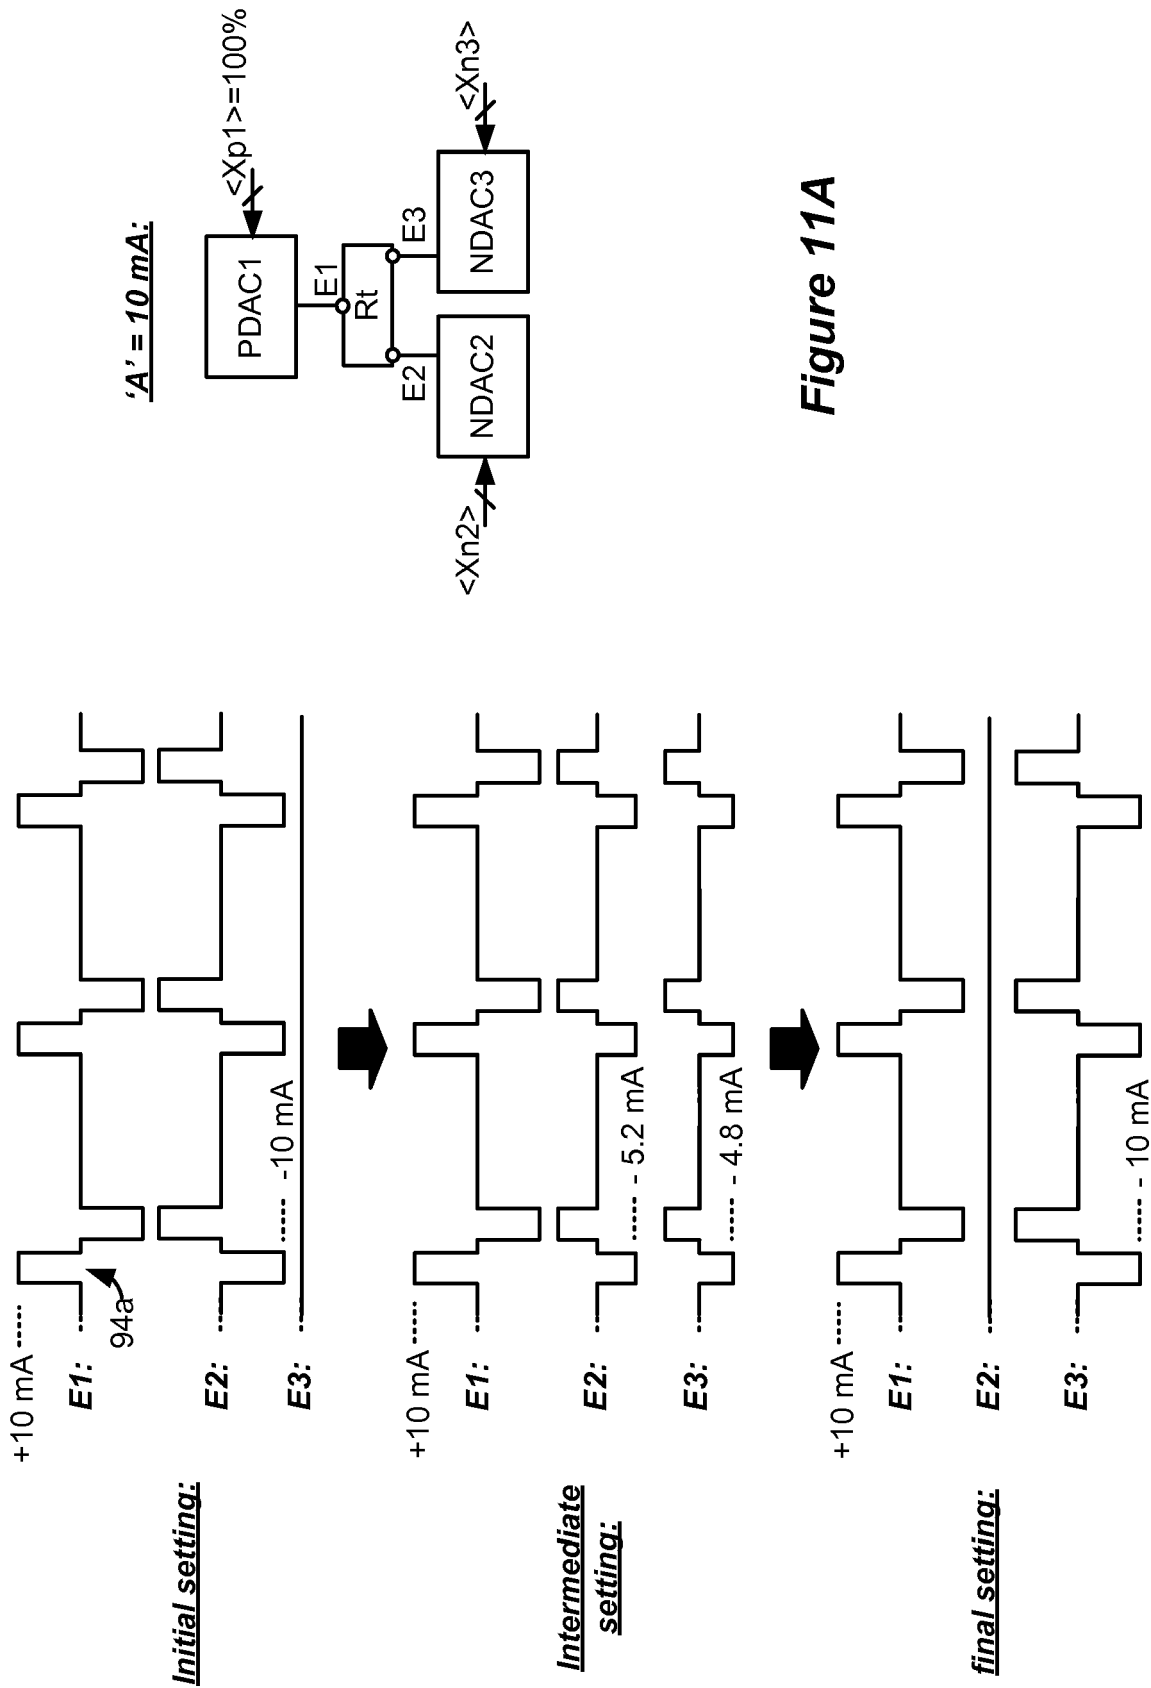 Initial setting:
+10 mA
E1:
94a
E2:
-10 mA
E3:
Intermediate
setting:
+10 mA
E1:
E2:
- 5.2 mA
E3:
- 4.8 mA
final setting:
+10 mA
E1:
E2:
E3:
- 10 mA
'A' = 10 mA:
<Xp1>=100%
PDAC1
E1
Rt
E2
E3
NDAC2
NDAC3
<Xn2>
<Xn3>
Figure 11A